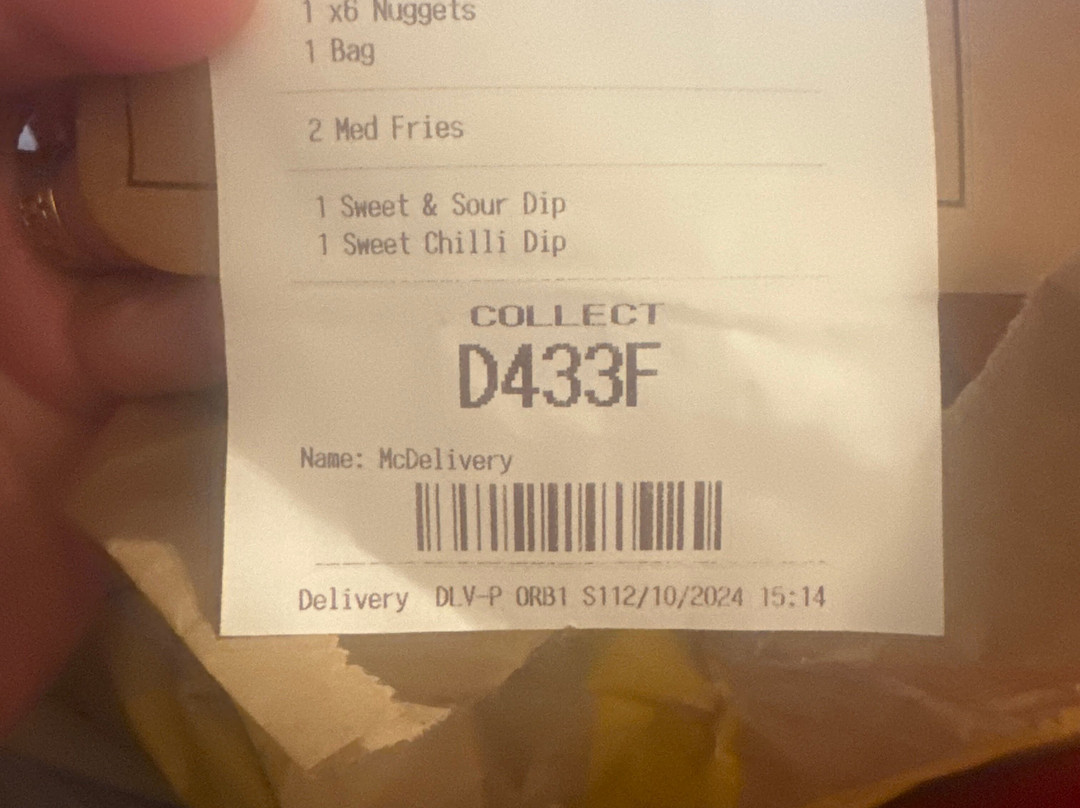 1 x6 Nuggets
1 Bag
2 Med Fries
1 Sweet & Sour Dip
1 Sweet Chilli Dip
COLLECT
D433F
Name: McDelivery
Delivery DLV-P ORB1 S112/10/2024 15:14